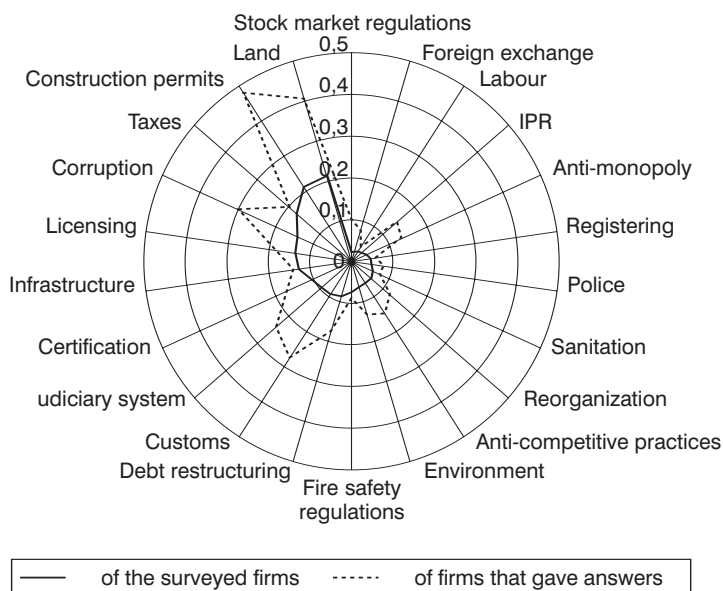 Stock market regulations
0,5
Land
Foreign exchange
Construction permits
0,4
Labour
Taxes
0,3
IPR
Corruption
0,2
Anti-monopoly
Licensing
0,1
Registering
0
Infrastructure
Police
Certification
Sanitation
udiciary system
Reorganization
Customs
Anti-competitive practices
Debt restructuring
Environment
Fire safety
regulations
of the surveyed firms
of firms that gave answers